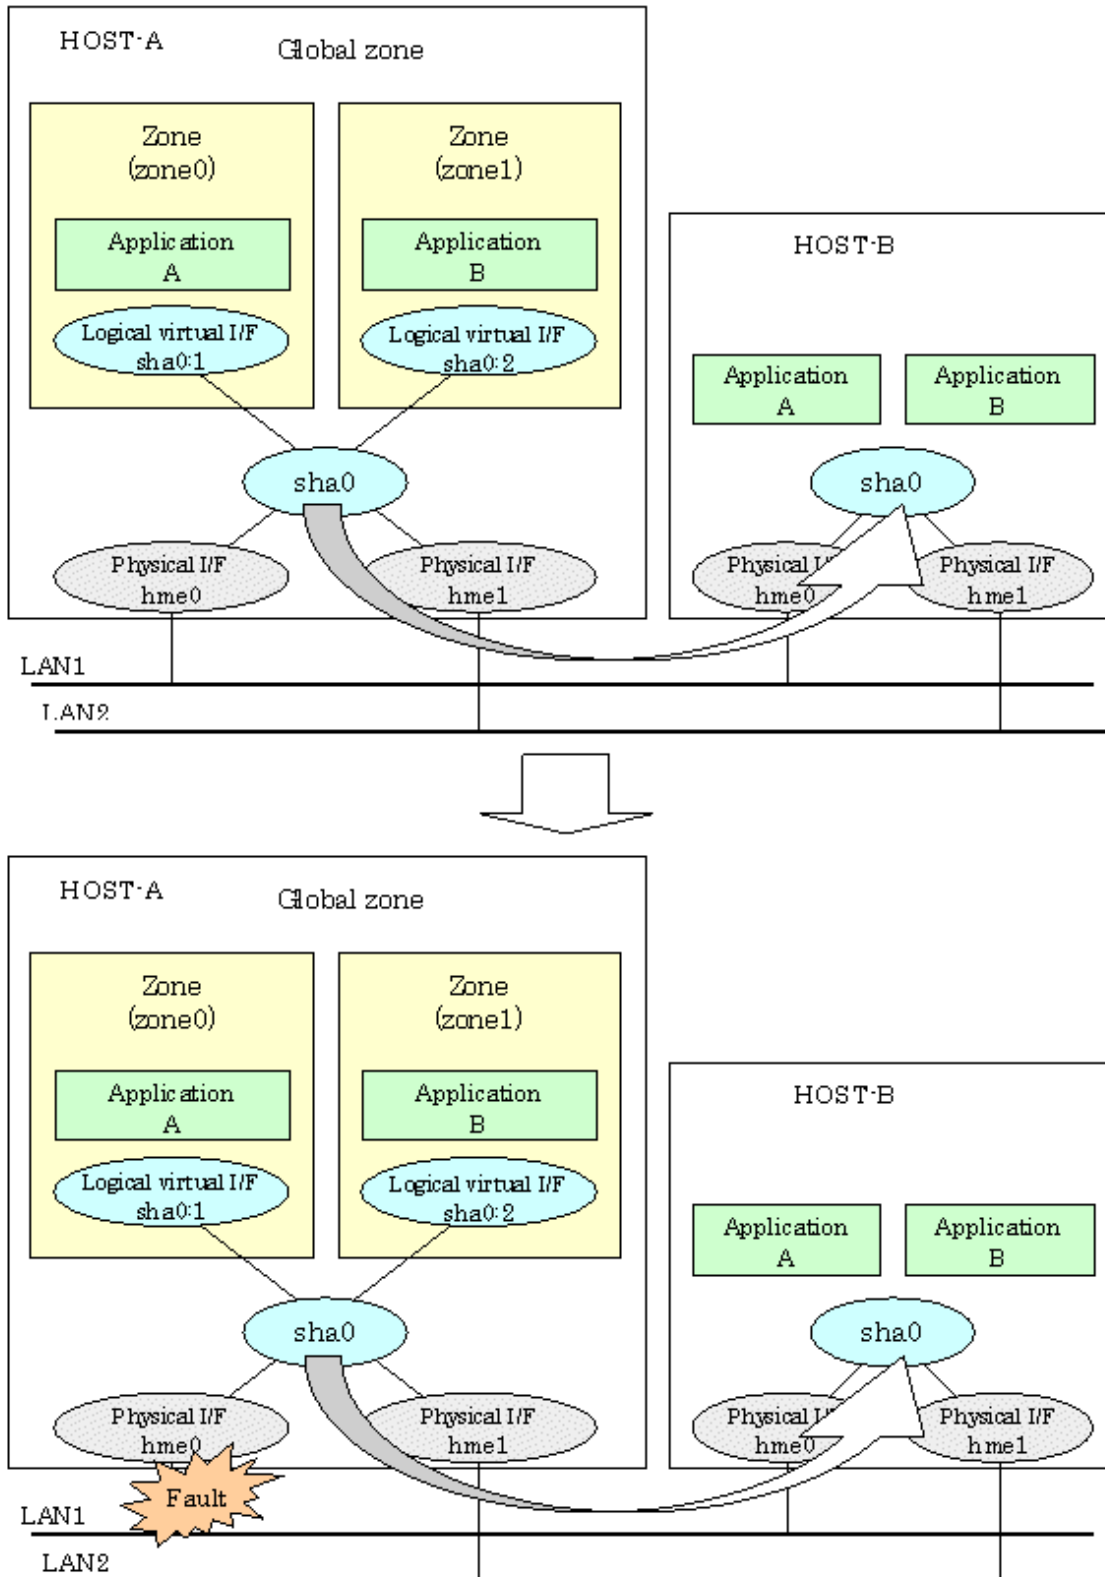 HOST-A
Global zone
Zone
(zone0)
Zone
(zone1)
Application
A
Application
B
HOST-B
Logical virtual I/F
sha0:1
Logical virtual I/F
sha0:2
Application
A
Application
B
sha0
sha0
Physical I/F
hme0
Physical I/F
hme1
Physical I/F
hme0
Physical I/F
hme1
LAN1
LAN2
HOST-A
Global zone
Zone
(zone0)
Zone
(zone1)
Application
A
Application
B
HOST-B
Logical virtual I/F
sha0:1
Logical virtual I/F
sha0:2
Application
A
Application
B
sha0
sha0
Physical I/F
hme0
Physical I/F
hme1
Physical I/F
hme0
Physical I/F
hme1
Fault
LAN1
LAN2